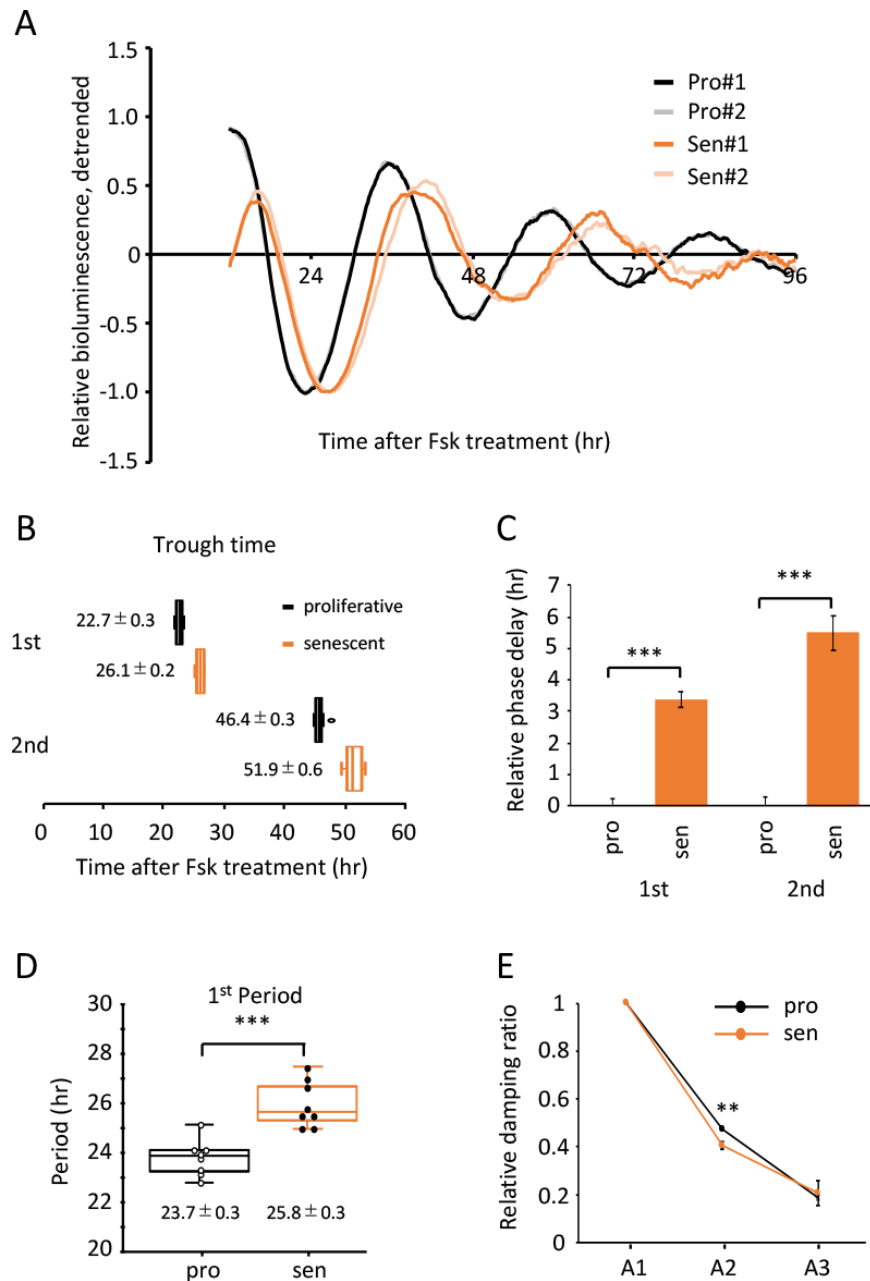 A
Relative bioluminescence, detrended
1.5
1.0
0.5
0
-0.5
-1.0
-1.5
24
48
72
96
Pro#1
Pro#2
Sen#1
Sen#2
Time after Fsk treatment (hr)
B
Trough time
proliferative
senescent
1st
22.7±0.3
26.1±0.2
2nd
46.4±0.3
51.9±0.6
0 10 20 30 40 50 60
Time after Fsk treatment (hr)
C
Relative phase delay (hr)
7
6
5
4
3
2
1
0
***
***
pro sen pro sen
1st 2nd
D
1st Period
***
Period (hr)
30
28
26
24
22
20
23.7±0.3 25.8±0.3
pro sen
E
Relative damping ratio
1
0.8
0.6
0.4
0.2
0
pro
sen
**
A1 A2 A3